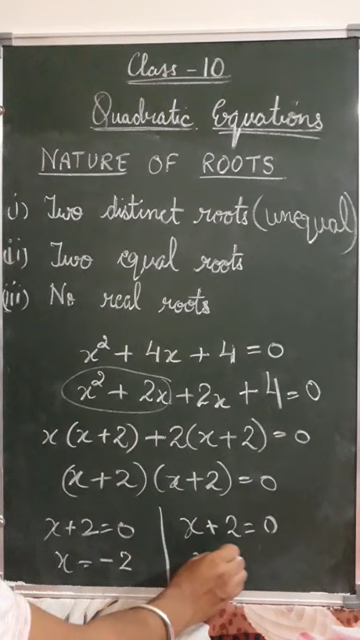 Class - 10
Quadratic Equations
NATURE OF ROOTS
i) Two distinct roots (unequal)
ii) Two equal roots
iii) No real roots
x² + 4x + 4 = 0
x² + 2x + 2x + 4 = 0
x(x+2) + 2(x+2) = 0
(x+2)(x+2) = 0
x+2=0 | x+2=0
x = -2